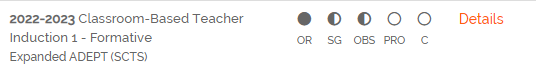 2022-2023 Classroom-Based Teacher Details
Induction 1 - Formative
Expanded ADEPT (SCTS)
OR SG OBS PRO C